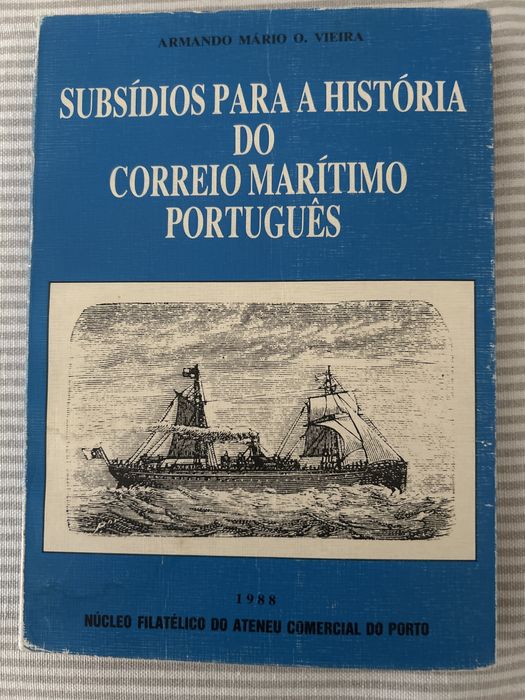 ARMANDO MÁRIO O. VIEIRA
SUBSÍDIOS PARA A HISTÓRIA
DO
CORREIO MARÍTIMO
PORTUGUÊS
1988
NÚCLEO FILATÉLICO DO ATENEU COMERCIAL DO PORTO